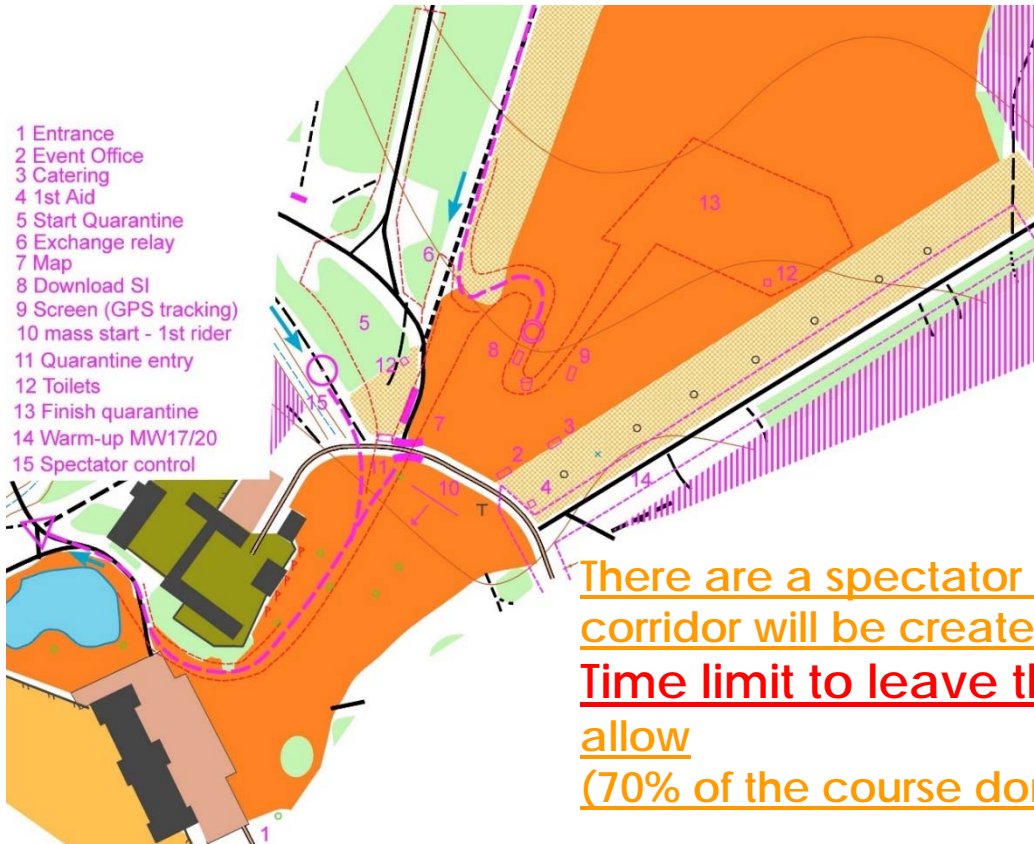 1 Entrance
2 Event Office
3 Catering
4 1st Aid
5 Start Quarantine
6 Exchange relay
7 Map
8 Download SI
9 Screen (GPS tracking)
10 mass start - 1st rider
11 Quarantine entry
12 Toilets
13 Finish quarantine
14 Warm-up MW17/20
15 Spectator control
13
6
12
5
8
9
12
15
7
3
11
2
10
14
4
There are a spectator
corridor will be create
Time limit to leave th
allow
(70% of the course do
1